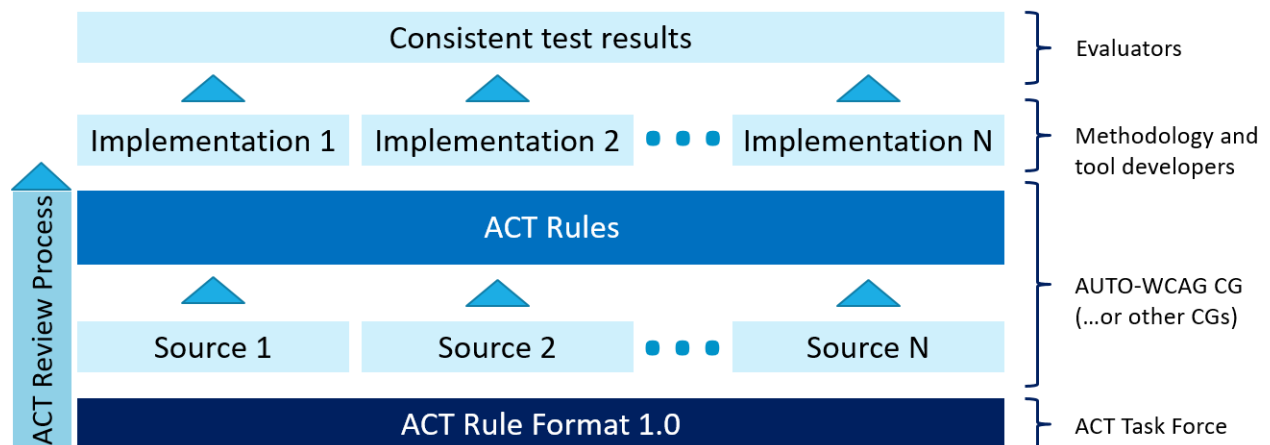 Consistent test results
Evaluators
Implementation 1
Implementation 2
Implementation N
Methodology and
tool developers
ACT Review Process
ACT Rules
AUTO-WCAG CG
(...or other CGs)
Source 1
Source 2
Source N
ACT Rule Format 1.0
ACT Task Force